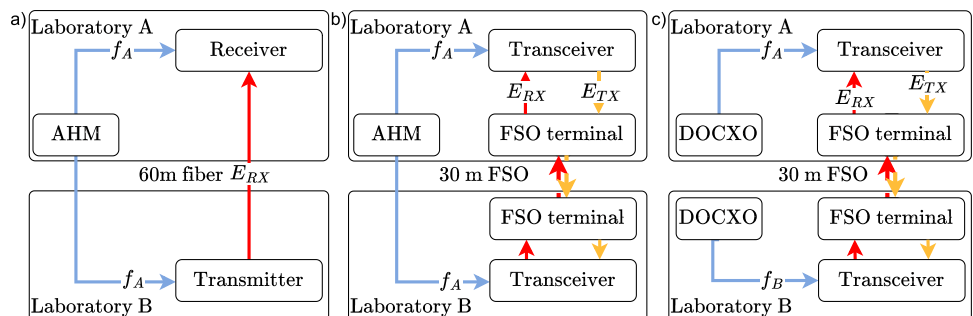 a)
Laboratory A
f_A
Receiver
AHM
60m fiber E_RX
f_A
Transmitter
Laboratory B
b)
Laboratory A
f_A
Transceiver
E_RX
E_TX
AHM
FSO terminal
30 m FSO
FSO terminal
f_A
Transceiver
Laboratory B
c)
Laboratory A
f_A
Transceiver
E_RX
E_TX
DOCXO
FSO terminal
30 m FSO
DOCXO
FSO terminal
f_B
Transceiver
Laboratory B